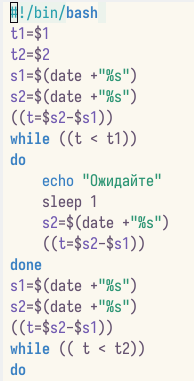 #!/bin/bash
t1=$1
t2=$2
s1=$(date +"%s")
s2=$(date +"%s")
((t=$s2-$s1))
while ((t < t1))
do
    echo "Ожидайте"
    sleep 1
    s2=$(date +"%s")
    ((t=$s2-$s1))
done
s1=$(date +"%s")
s2=$(date +"%s")
((t=$s2-$s1))
while (( t < t2))
do